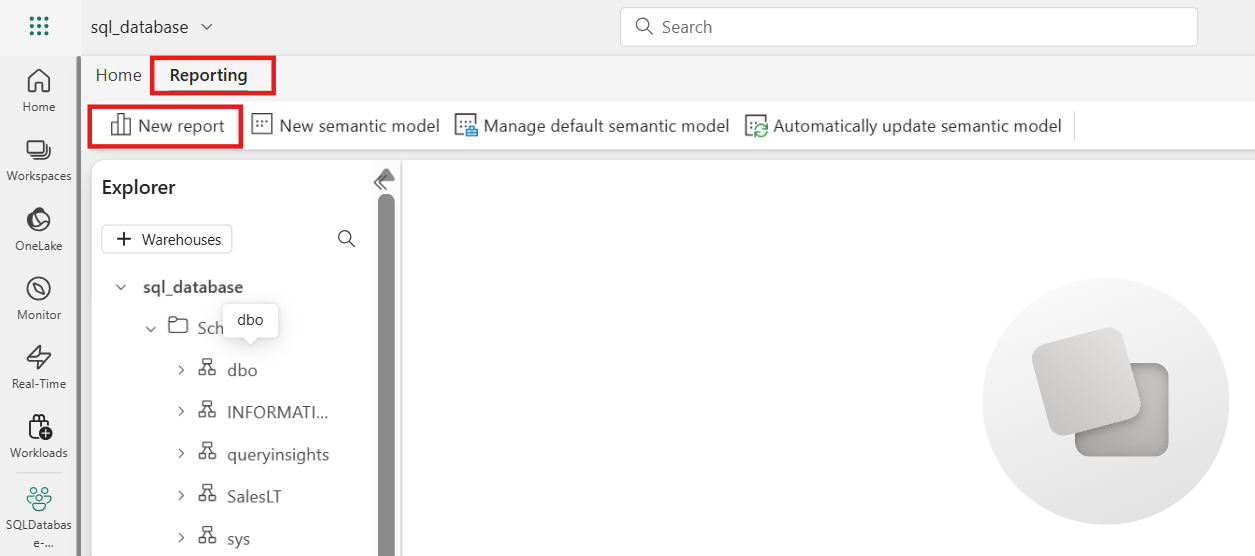 sql_database
Search
Home
Reporting
New report
New semantic model
Manage default semantic model
Automatically update semantic model
Home
Workspaces
OneLake
Monitor
Real-Time
Workloads
SQLDatabas
e-...
Explorer
Warehouses
sql_database
Sch
dbo
dbo
INFORMATI...
queryinsights
SalesLT
sys